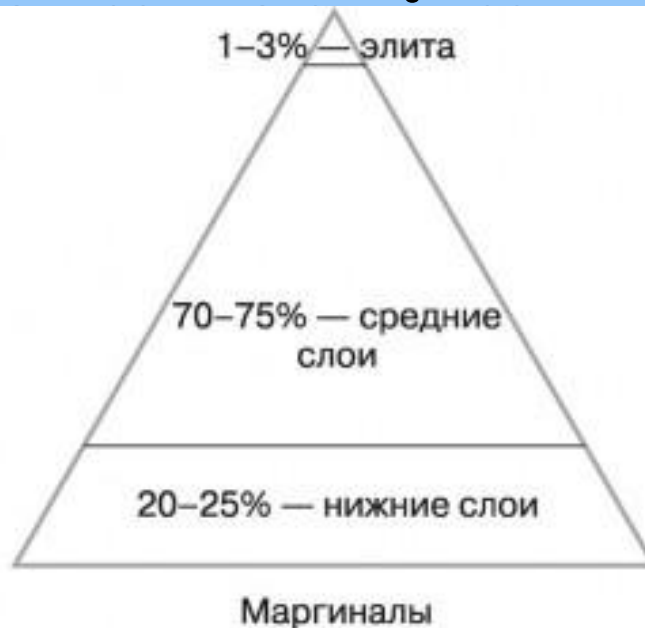 1–3% — элита
70–75% — средние
слои
20–25% — нижние слои
Маргиналы